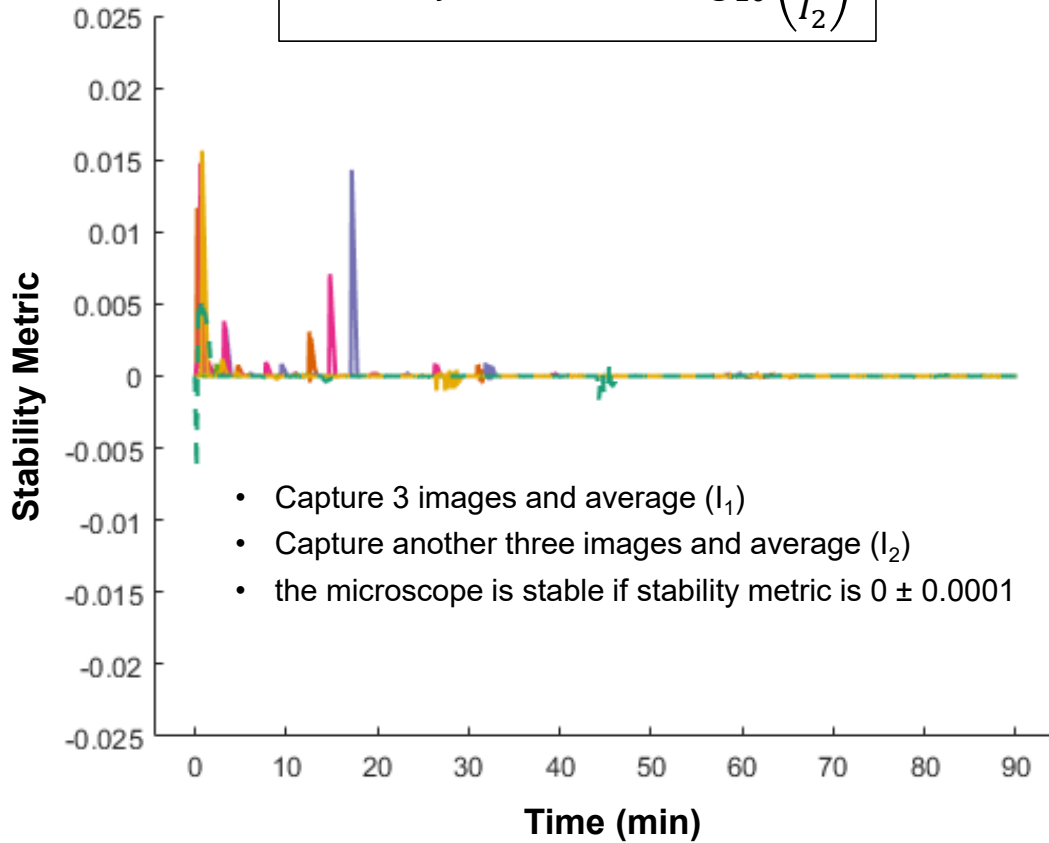 I₂
0.025
0.02
0.015
0.01
0.005
0
-0.005
-0.01
-0.015
-0.02
-0.025
Stability Metric
• Capture 3 images and average (I₁)
• Capture another three images and average (I₂)
• the microscope is stable if stability metric is 0 ± 0.0001
0 10 20 30 40 50 60 70 80 90
Time (min)